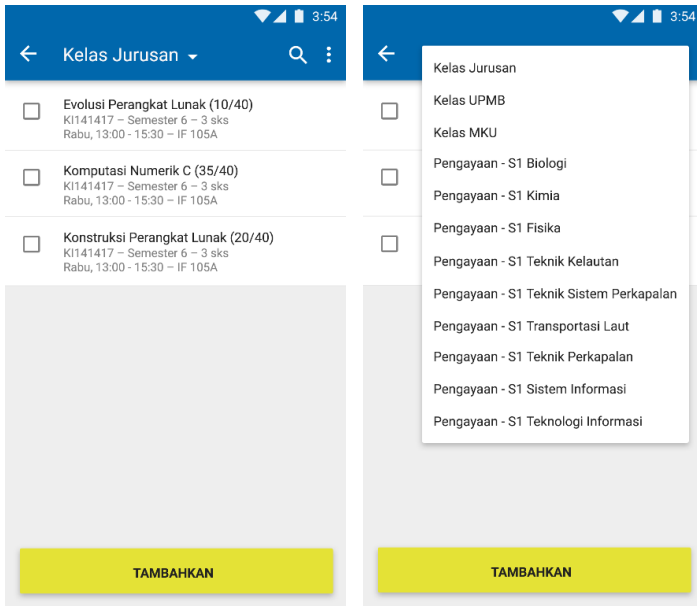 3:54
Kelas Jurusan
Evolusi Perangkat Lunak (10/40)
KI141417 – Semester 6 – 3 sks
Rabu, 13:00 - 15:30 – IF 105A
Komputasi Numerik C (35/40)
KI141417 – Semester 6 – 3 sks
Rabu, 13:00 - 15:30 – IF 105A
Konstruksi Perangkat Lunak (20/40)
KI141417 – Semester 6 – 3 sks
Rabu, 13:00 - 15:30 – IF 105A
TAMBAHKAN
3:54
Kelas Jurusan
Kelas UPMB
Kelas MKU
Pengayaan - S1 Biologi
Pengayaan - S1 Kimia
Pengayaan - S1 Fisika
Pengayaan - S1 Teknik Kelautan
Pengayaan - S1 Teknik Sistem Perkapalan
Pengayaan - S1 Transportasi Laut
Pengayaan - S1 Teknik Perkapalan
Pengayaan - S1 Sistem Informasi
Pengayaan - S1 Teknologi Informasi
TAMBAHKAN